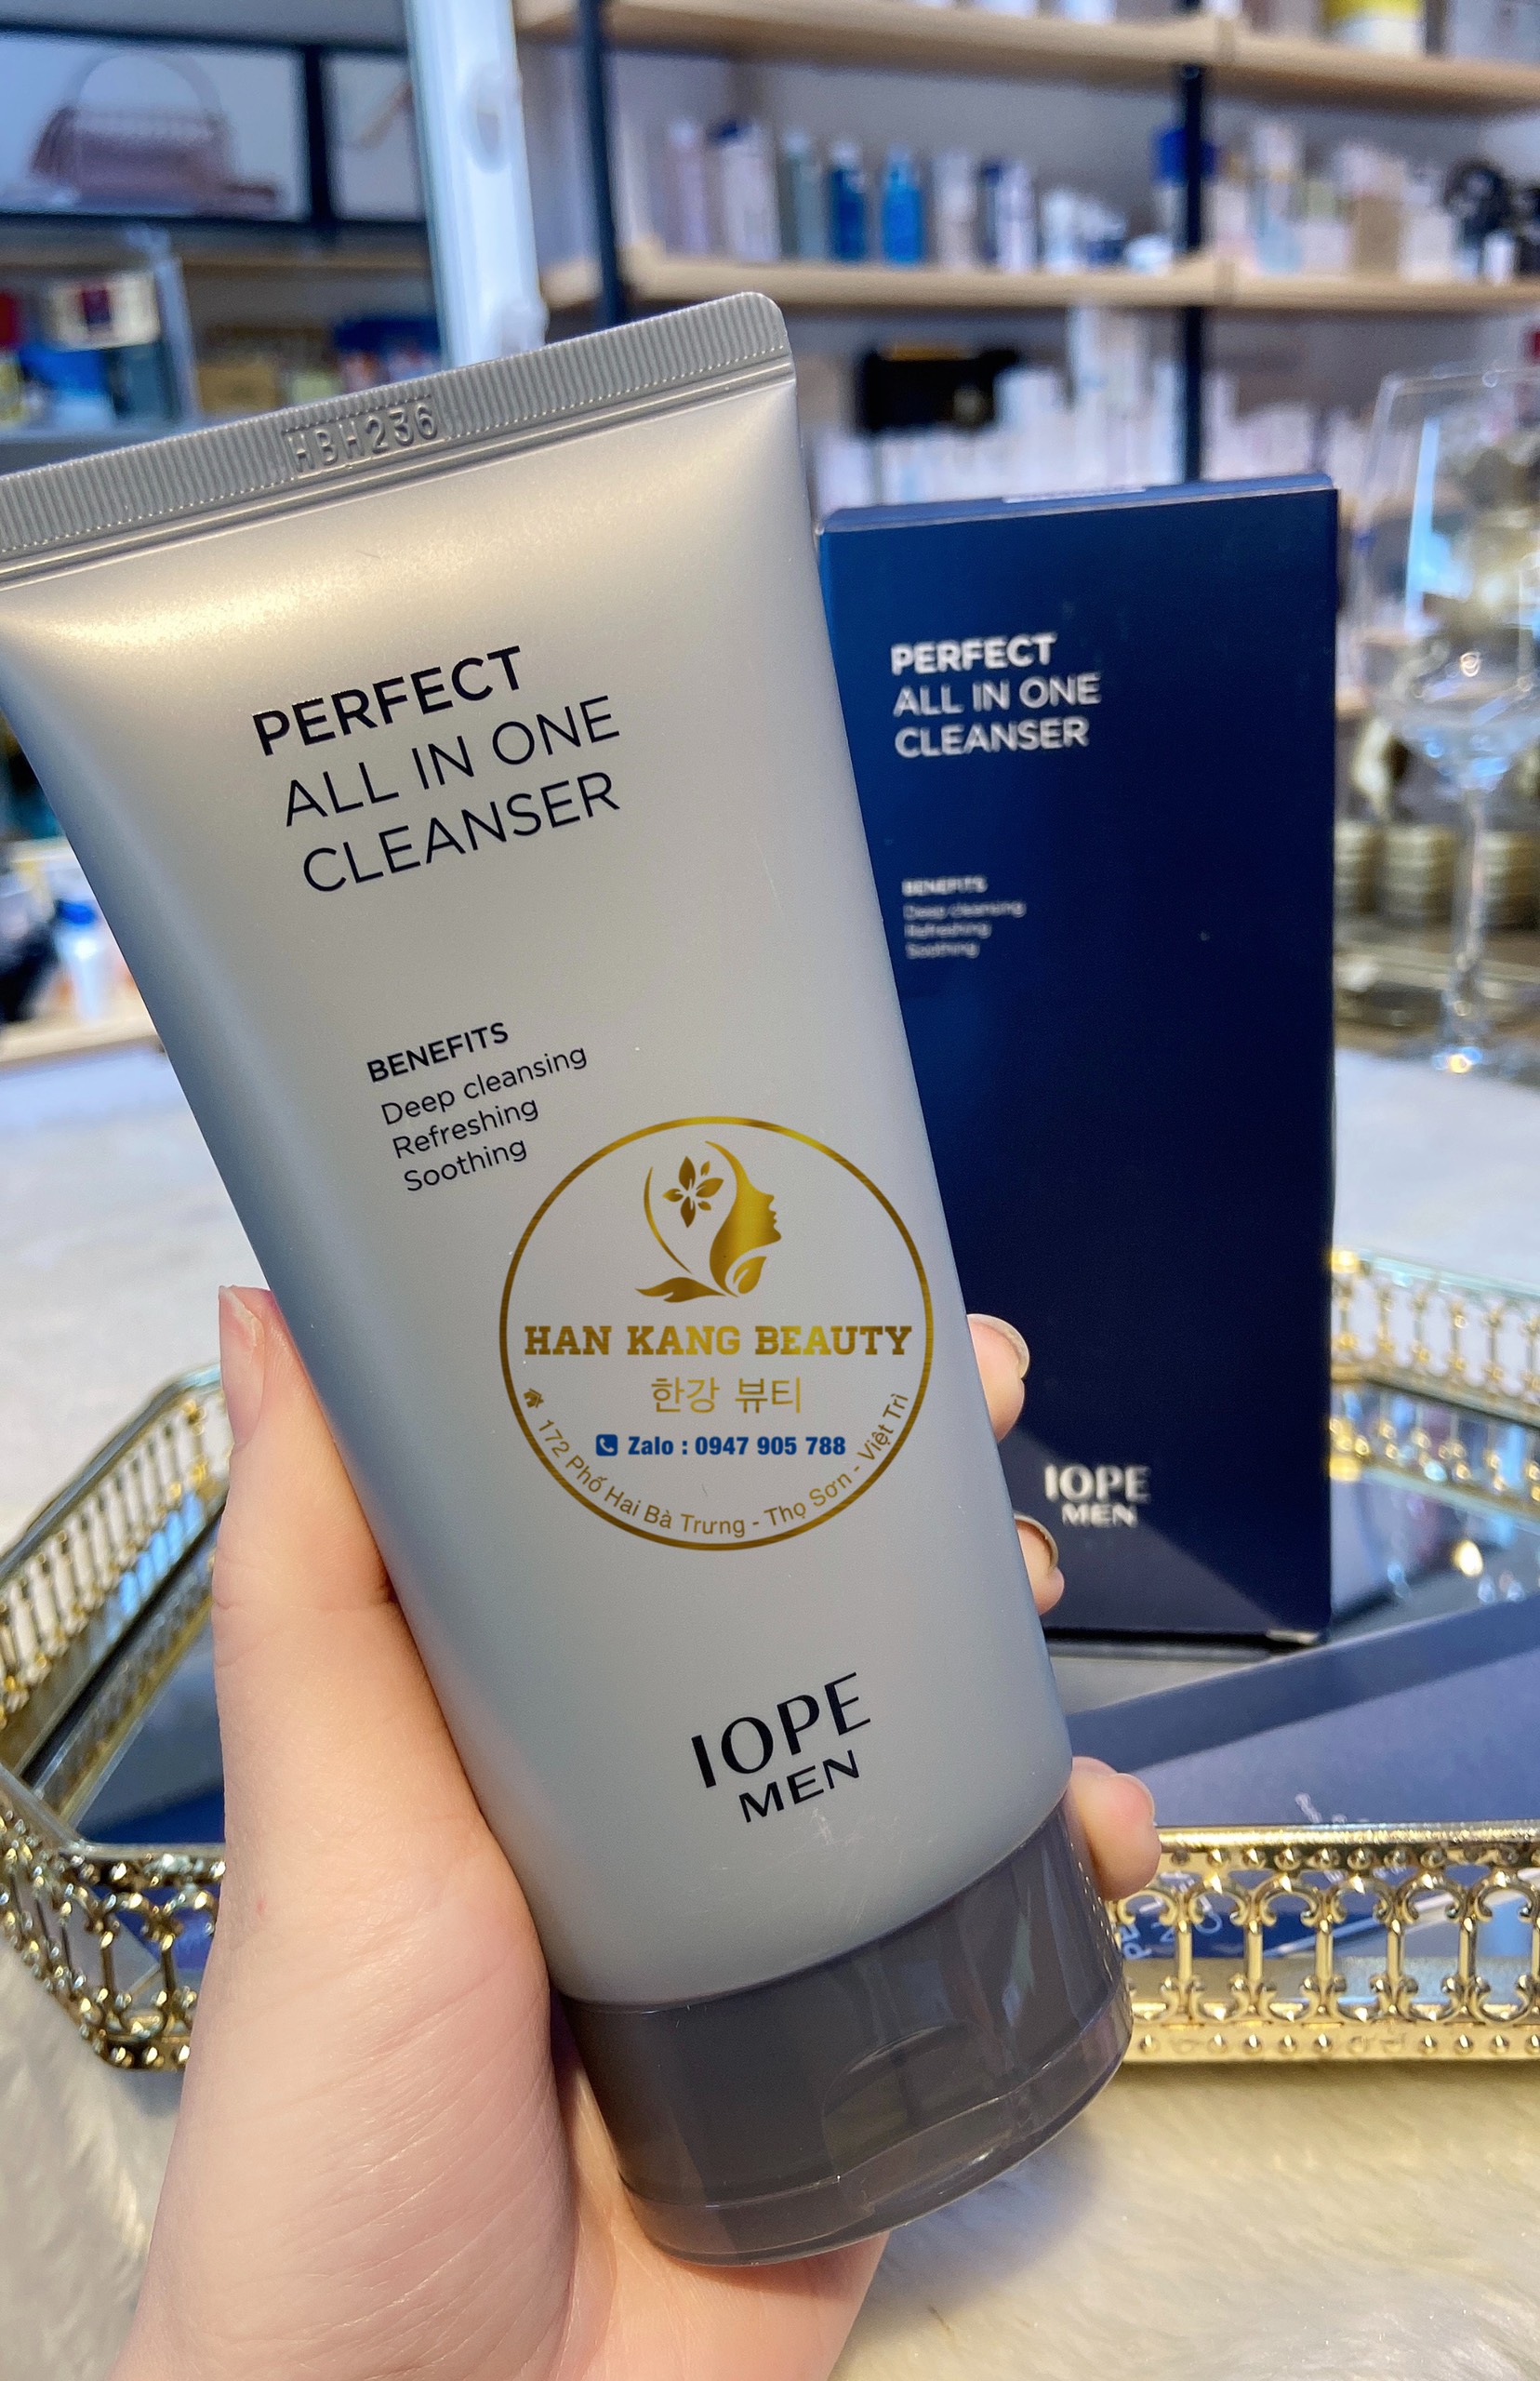 HBH236
PERFECT
ALL IN ONE
CLEANSER
BENEFITS
Deep cleansing
Refreshing
Soothing
HAN KANG BEAUTY
한강 뷰티
Zalo : 0947 905 788
172 Phố Hai Bà Trưng - Thọ Sơn - Việt Trì
IOPE
MEN
PERFECT
ALL IN ONE
CLEANSER
BENEFITS
Deep cleansing
Refreshing
Soothing
IOPE
MEN